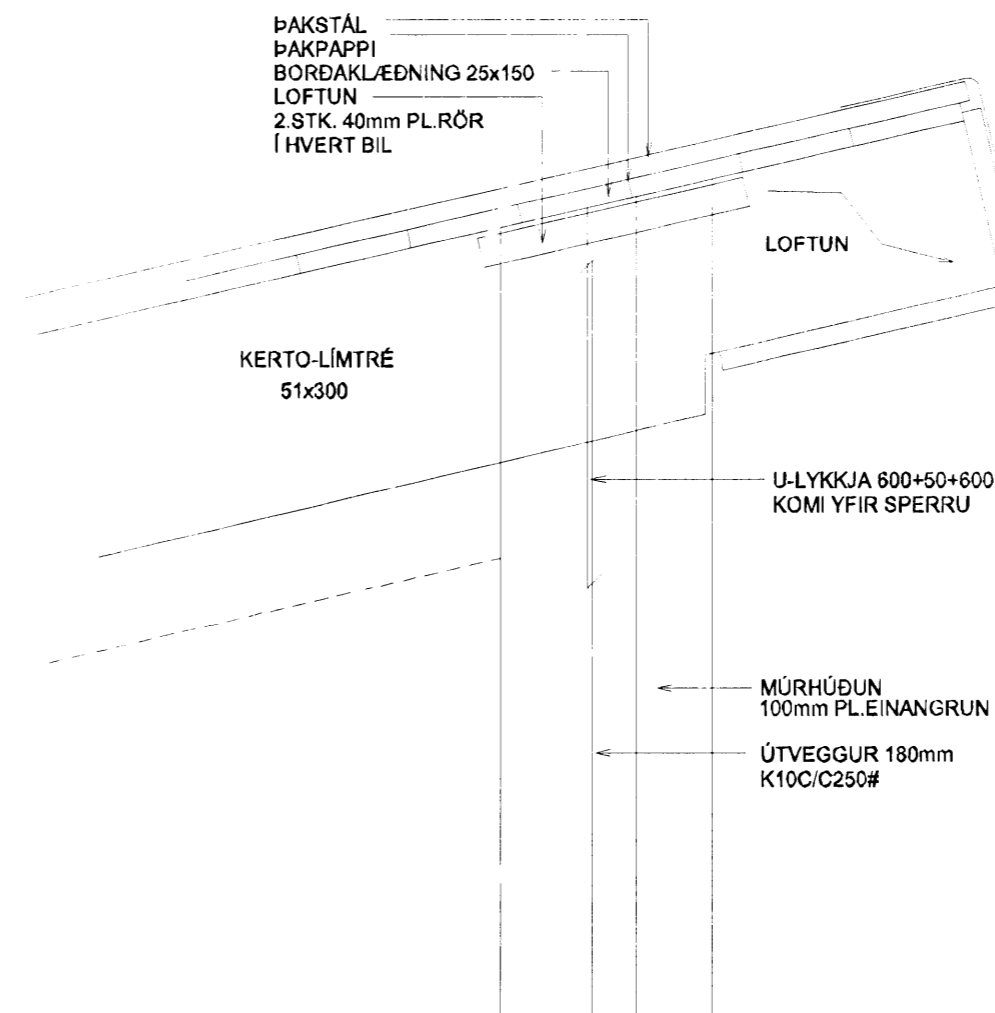 ÞAKSTÁL
ÞAKPAPPI
BORÐAKLÆÐNING 25x150
LOFTUN
2.STK. 40mm PL.RÖR
Í HVERT BIL
LOFTUN
KERTO-LÍMTRÉ
51x300
U-LYKKJA 600+50+600
KOMI YFIR SPERRU
MÚRHÚÐUN
100mm PL.EINANGRUN
ÚTVEGGUR 180mm
K10C/C250#